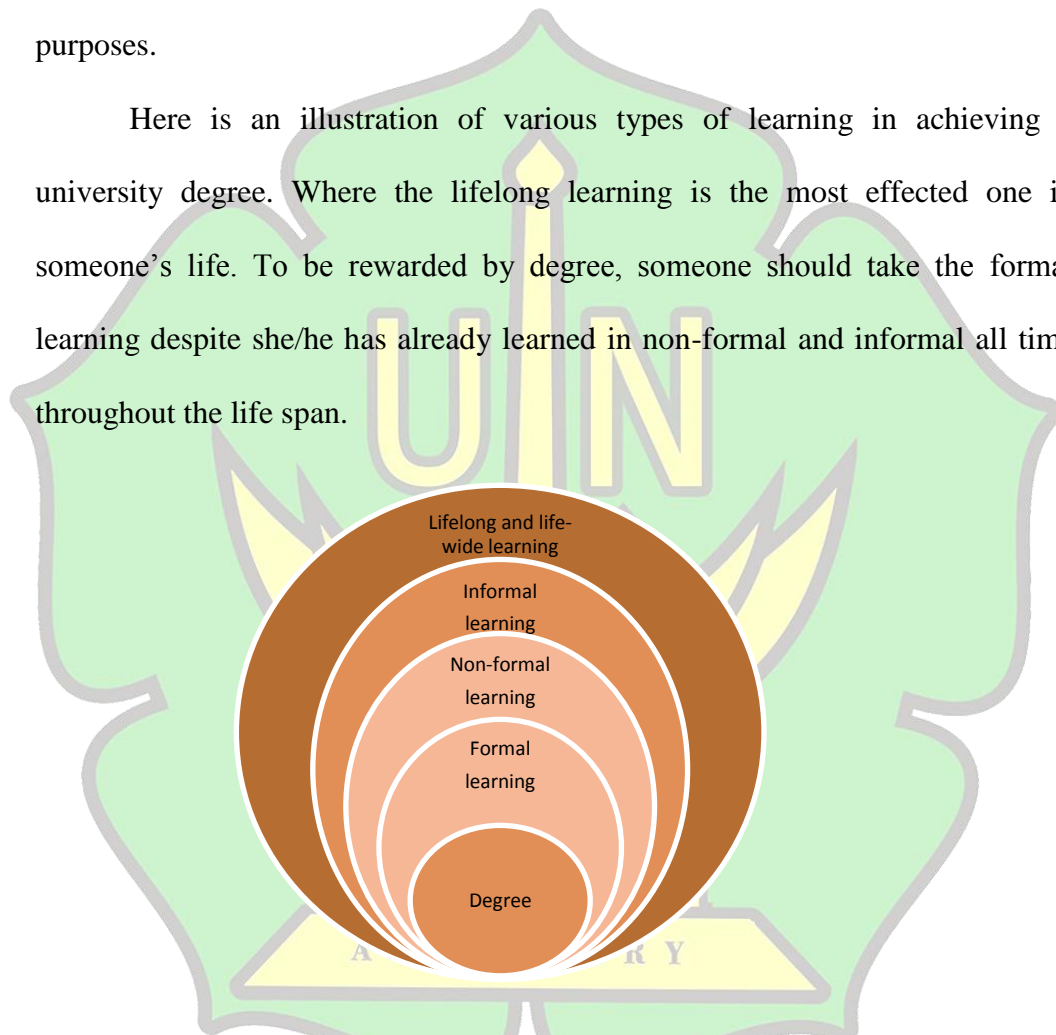 purposes.
Here is an illustration of various types of learning in achieving
university degree. Where the lifelong learning is the most effected one i
someone’s life. To be rewarded by degree, someone should take the forma
learning despite she/he has already learned in non-formal and informal all tim
throughout the life span.
UIN
Lifelong and life-
wide learning
Informal
learning
Non-formal
learning
Formal
learning
Degree
A R Y